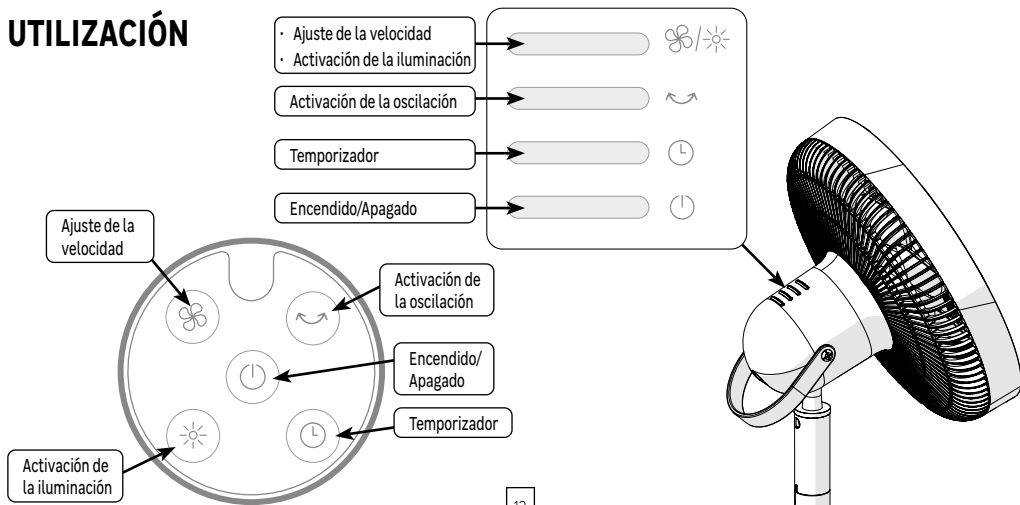 UTILIZACIÓN
· Ajuste de la velocidad
· Activación de la iluminación
Activación de la oscilación
Temporizador
Encendido/Apagado
Ajuste de la
velocidad
Activación de
la oscilación
Encendido/
Apagado
Temporizador
Activación de
la iluminación